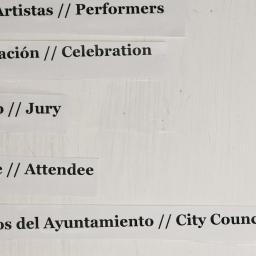 Artistas // Performers
ación // Celebration
o // Jury
e // Attendee
os del Ayuntamiento // City Counc